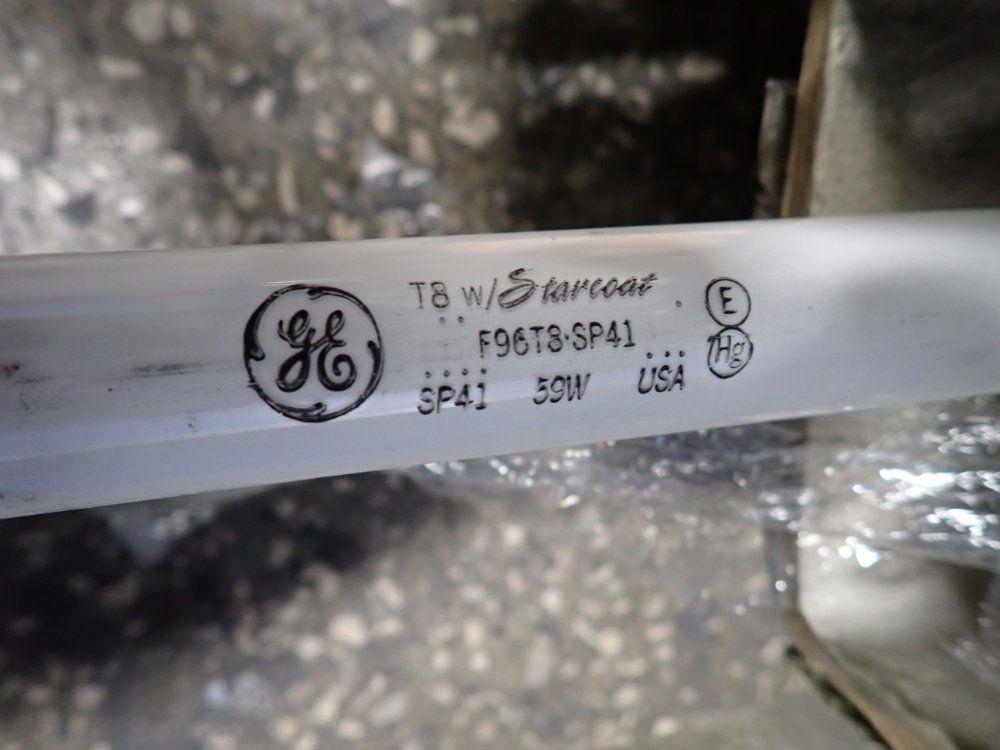 GE
T8 w/Starcoat
F96T8·SP41
SP41 59W USA
E
Hg